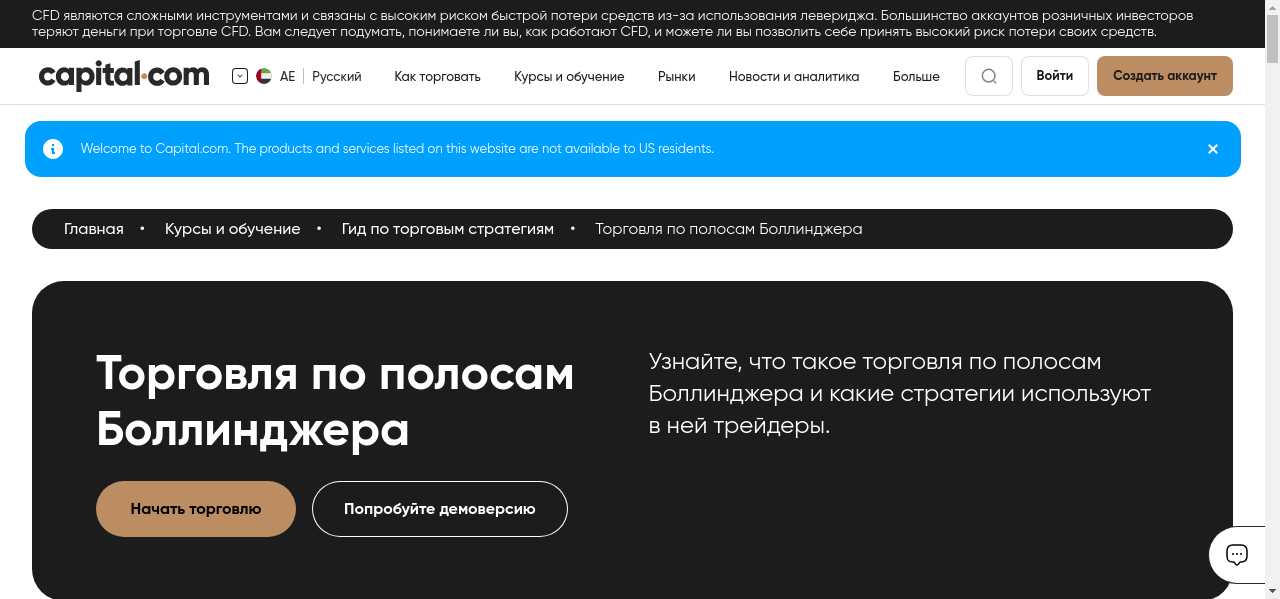 CFD являются сложными инструментами и связаны с высоким риском быстрой потери средств из-за использования левериджа. Большинство аккаунтов розничных инвесторов
теряют деньги при торговле CFD. Вам следует подумать, понимаете ли вы, как работают CFD, и можете ли вы позволить себе принять высокий риск потери своих средств.
capital.com AE Русский Как торговать Курсы и обучение Рынки Новости и аналитика Больше Войти Создать аккаунт
Welcome to Capital.com. The products and services listed on this website are not available to US residents.
Главная • Курсы и обучение • Гид по торговым стратегиям • Торговля по полосам Боллинджера
Торговля по полосам
Боллинджера
Узнайте, что такое торговля по полосам
Боллинджера и какие стратегии используют
в ней трейдеры.
Начать торговлю Попробуйте демоверсию